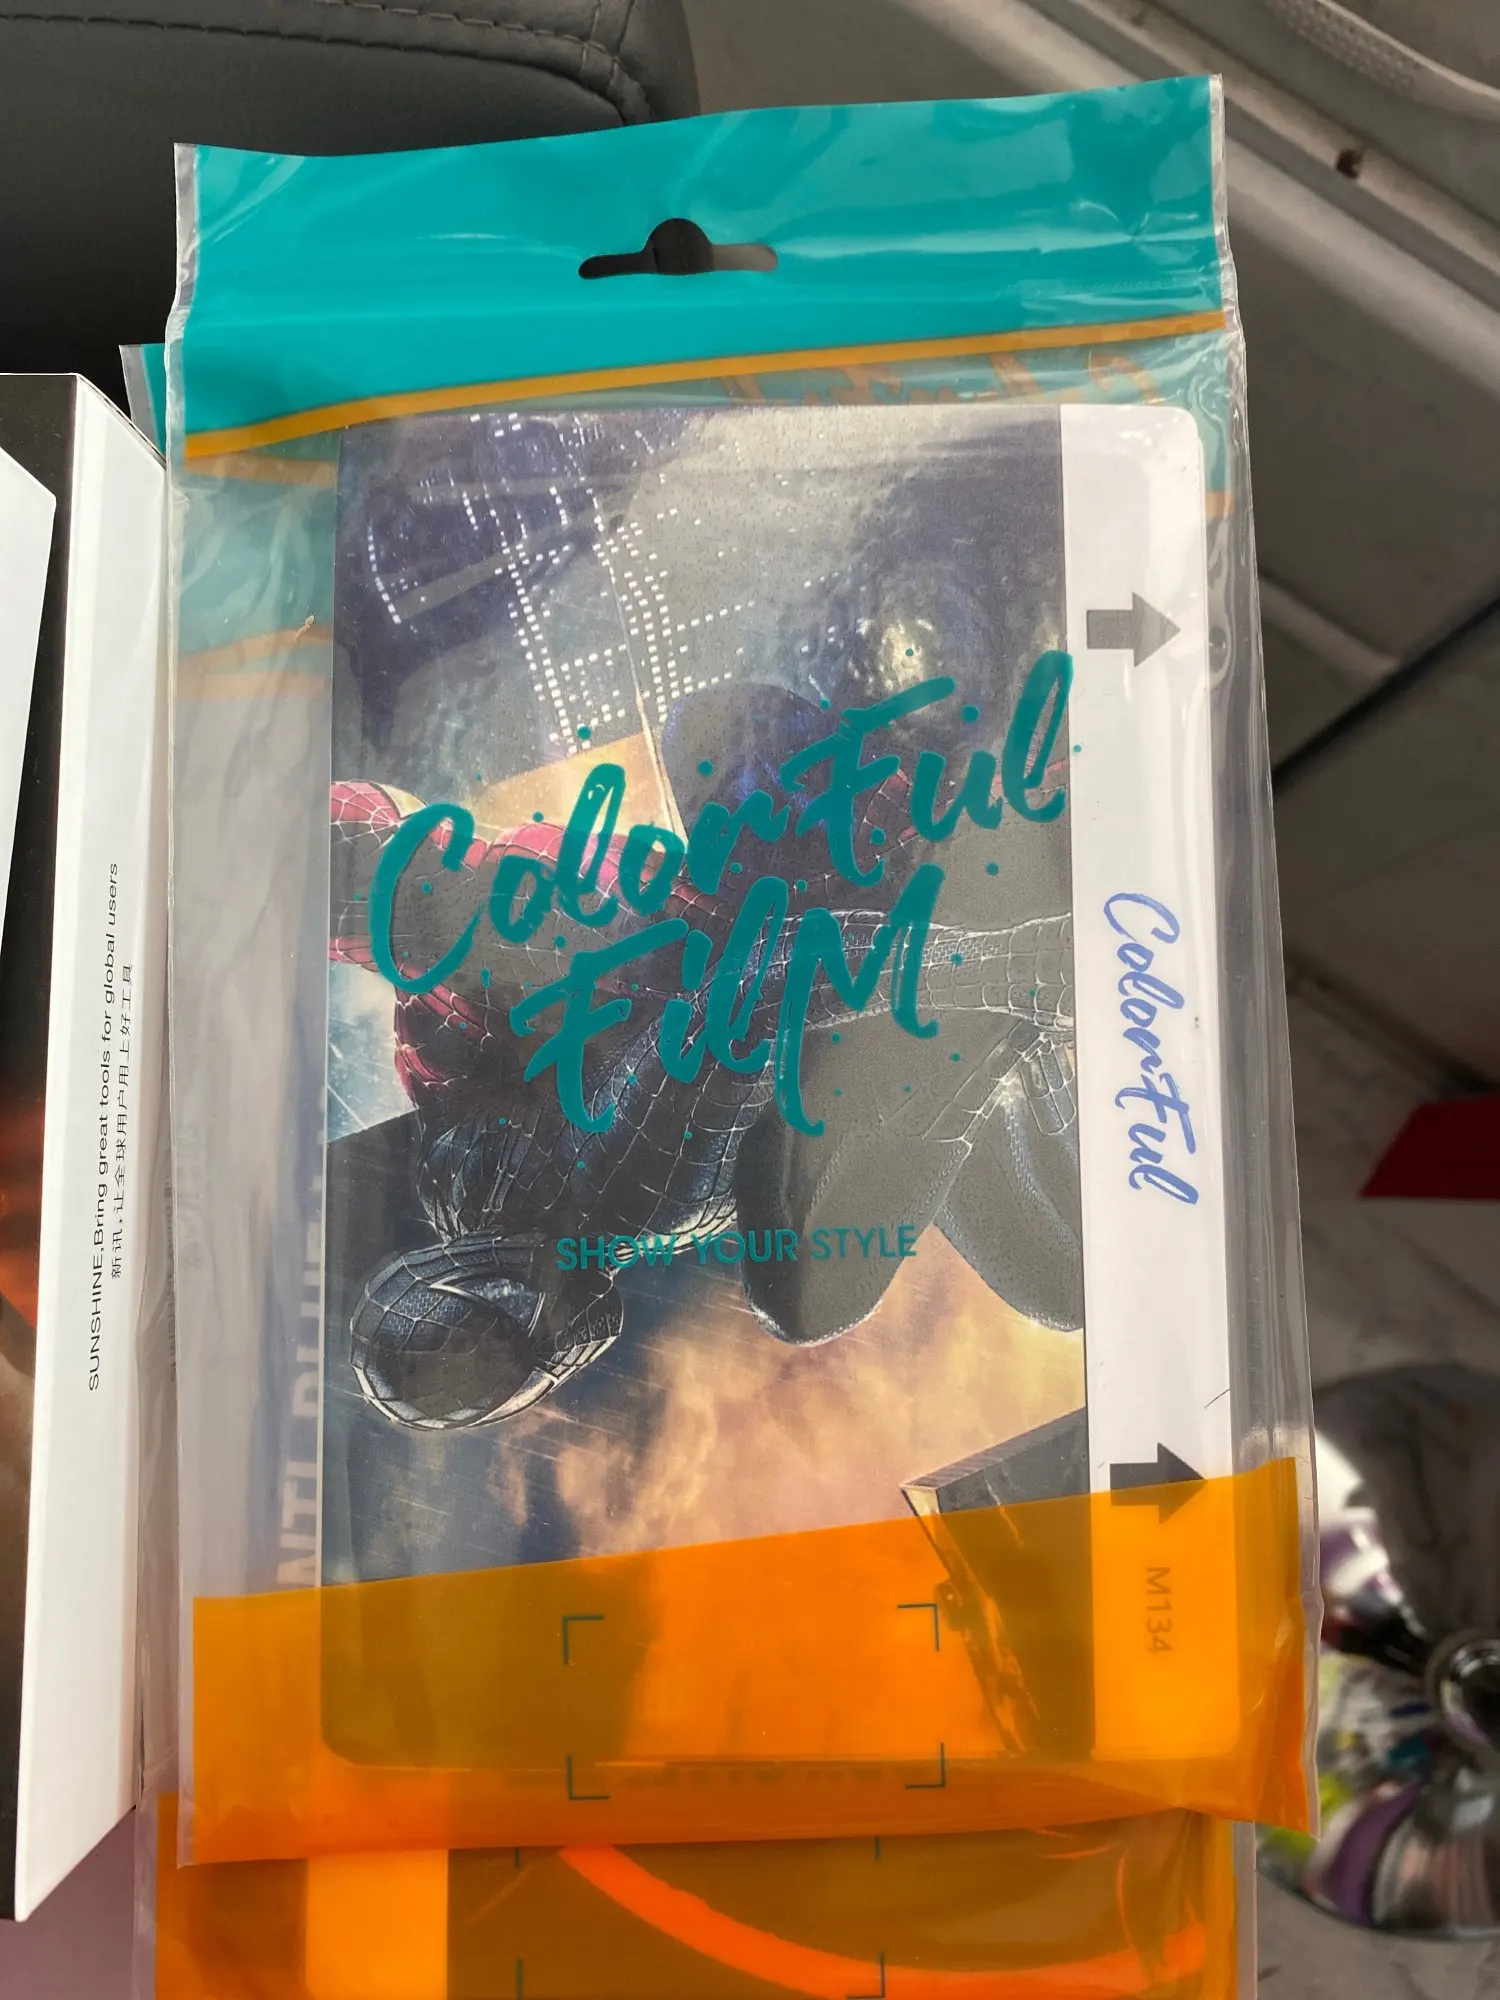 Colorful
Film
SHOW YOUR STYLE
Colorful
M134
SUNSHINE,Bring great tools for global users
新讯,让全球用户用上好工具